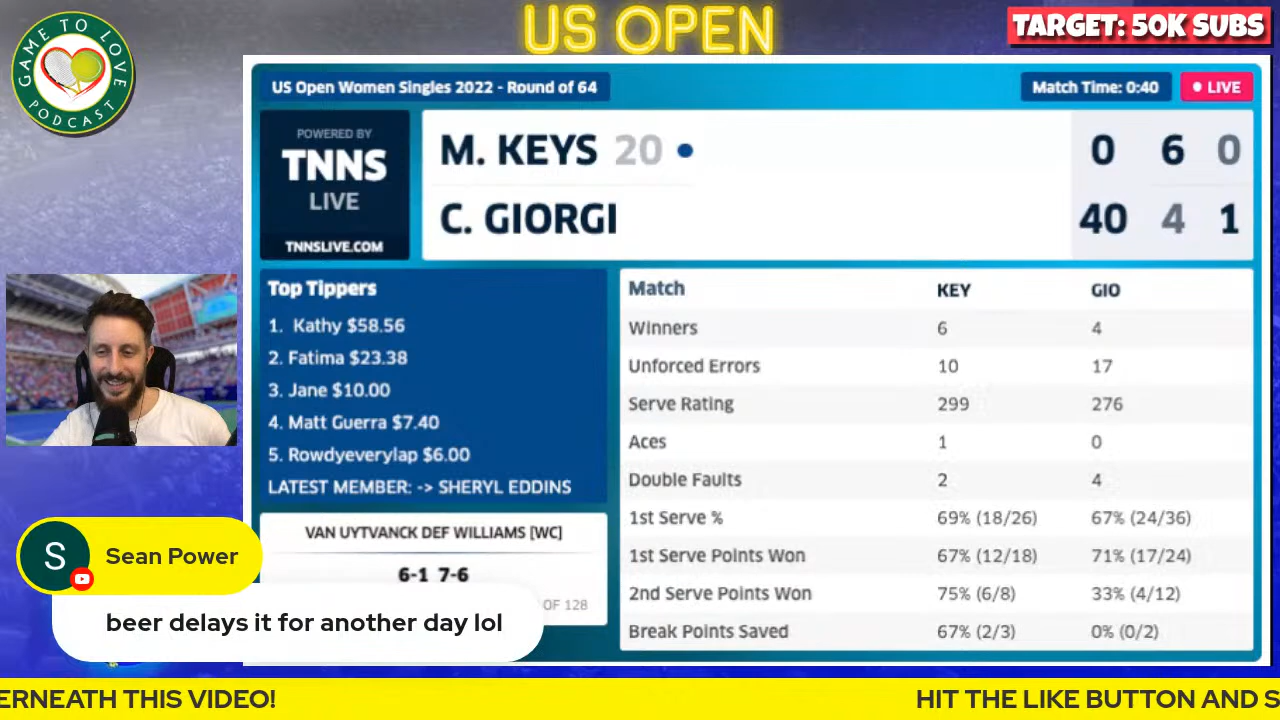 US OPEN
TARGET: 50K SUBS
GAME TO LOVE
PODCAST
US Open Women Singles 2022 - Round of 64
Match Time: 0:40
LIVE
POWERED BY
TNNS
LIVE
TNNSLIVE.COM
M. KEYS 20 0 6 0
C. GIORGI 40 4 1
Top Tippers
1. Kathy $58.56
2. Fatima $23.38
3. Jane $10.00
4. Matt Guerra $7.40
5. Rowdyeverylap $6.00
LATEST MEMBER: -> SHERYL EDDINS
VAN UYTVANCK DEF WILLIAMS [WC]
6-1 7-6
OF 128
Match KEY GIO
Winners 6 4
Unforced Errors 10 17
Serve Rating 299 276
Aces 1 0
Double Faults 2 4
1st Serve % 69% (18/26) 67% (24/36)
1st Serve Points Won 67% (12/18) 71% (17/24)
2nd Serve Points Won 75% (6/8) 33% (4/12)
Break Points Saved 67% (2/3) 0% (0/2)
S
Sean Power
beer delays it for another day lol
ERNEATH THIS VIDEO!
HIT THE LIKE BUTTON AND S